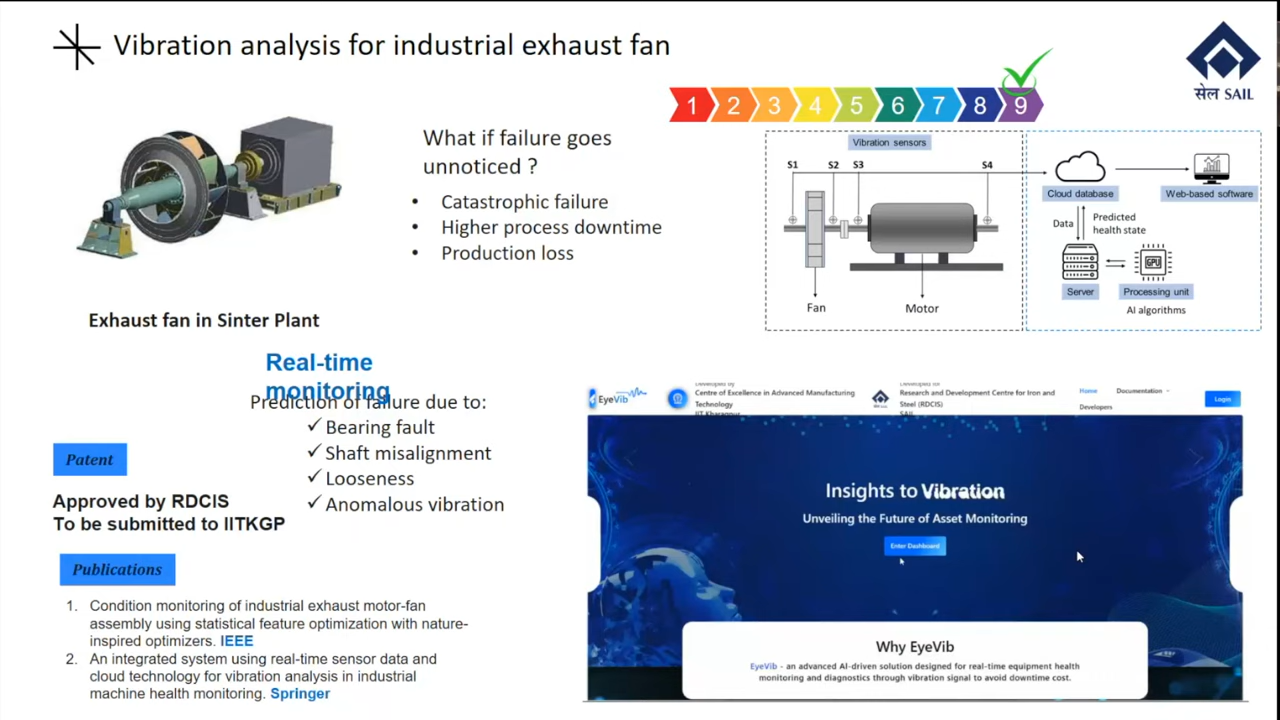 Vibration analysis for industrial exhaust fan
सेल SAIL
1 2 3 4 5 6 7 8 9
What if failure goes
unnoticed ?
• Catastrophic failure
• Higher process downtime
• Production loss
Exhaust fan in Sinter Plant
Vibration sensors
S1 S2 S3 S4
Fan
Motor
Cloud database
Web-based software
Data
Predicted
health state
GPU
Server
Processing unit
AI algorithms
Real-time
monitoring
Prediction of failure due to:
✓ Bearing fault
✓ Shaft misalignment
✓ Looseness
✓ Anomalous vibration
Patent
Approved by RDCIS
To be submitted to IITKGP
Publications
1. Condition monitoring of industrial exhaust motor-fan
assembly using statistical feature optimization with nature-
inspired optimizers. IEEE
2. An integrated system using real-time sensor data and
cloud technology for vibration analysis in industrial
machine health monitoring. Springer
EyeVib
Developed by
Centre of Excellence in Advanced Manufacturing
Technology
IIT Kharagpur
Developed for
Research and Development Centre for Iron and
Steel (RDCIS)
SAIL
Home
Documentation
Developers
Login
Insights to Vibration
Unveiling the Future of Asset Monitoring
Enter Dashboard
Why EyeVib
EyeVib - an advanced AI-driven solution designed for real-time equipment health
monitoring and diagnostics through vibration signal to avoid downtime cost.